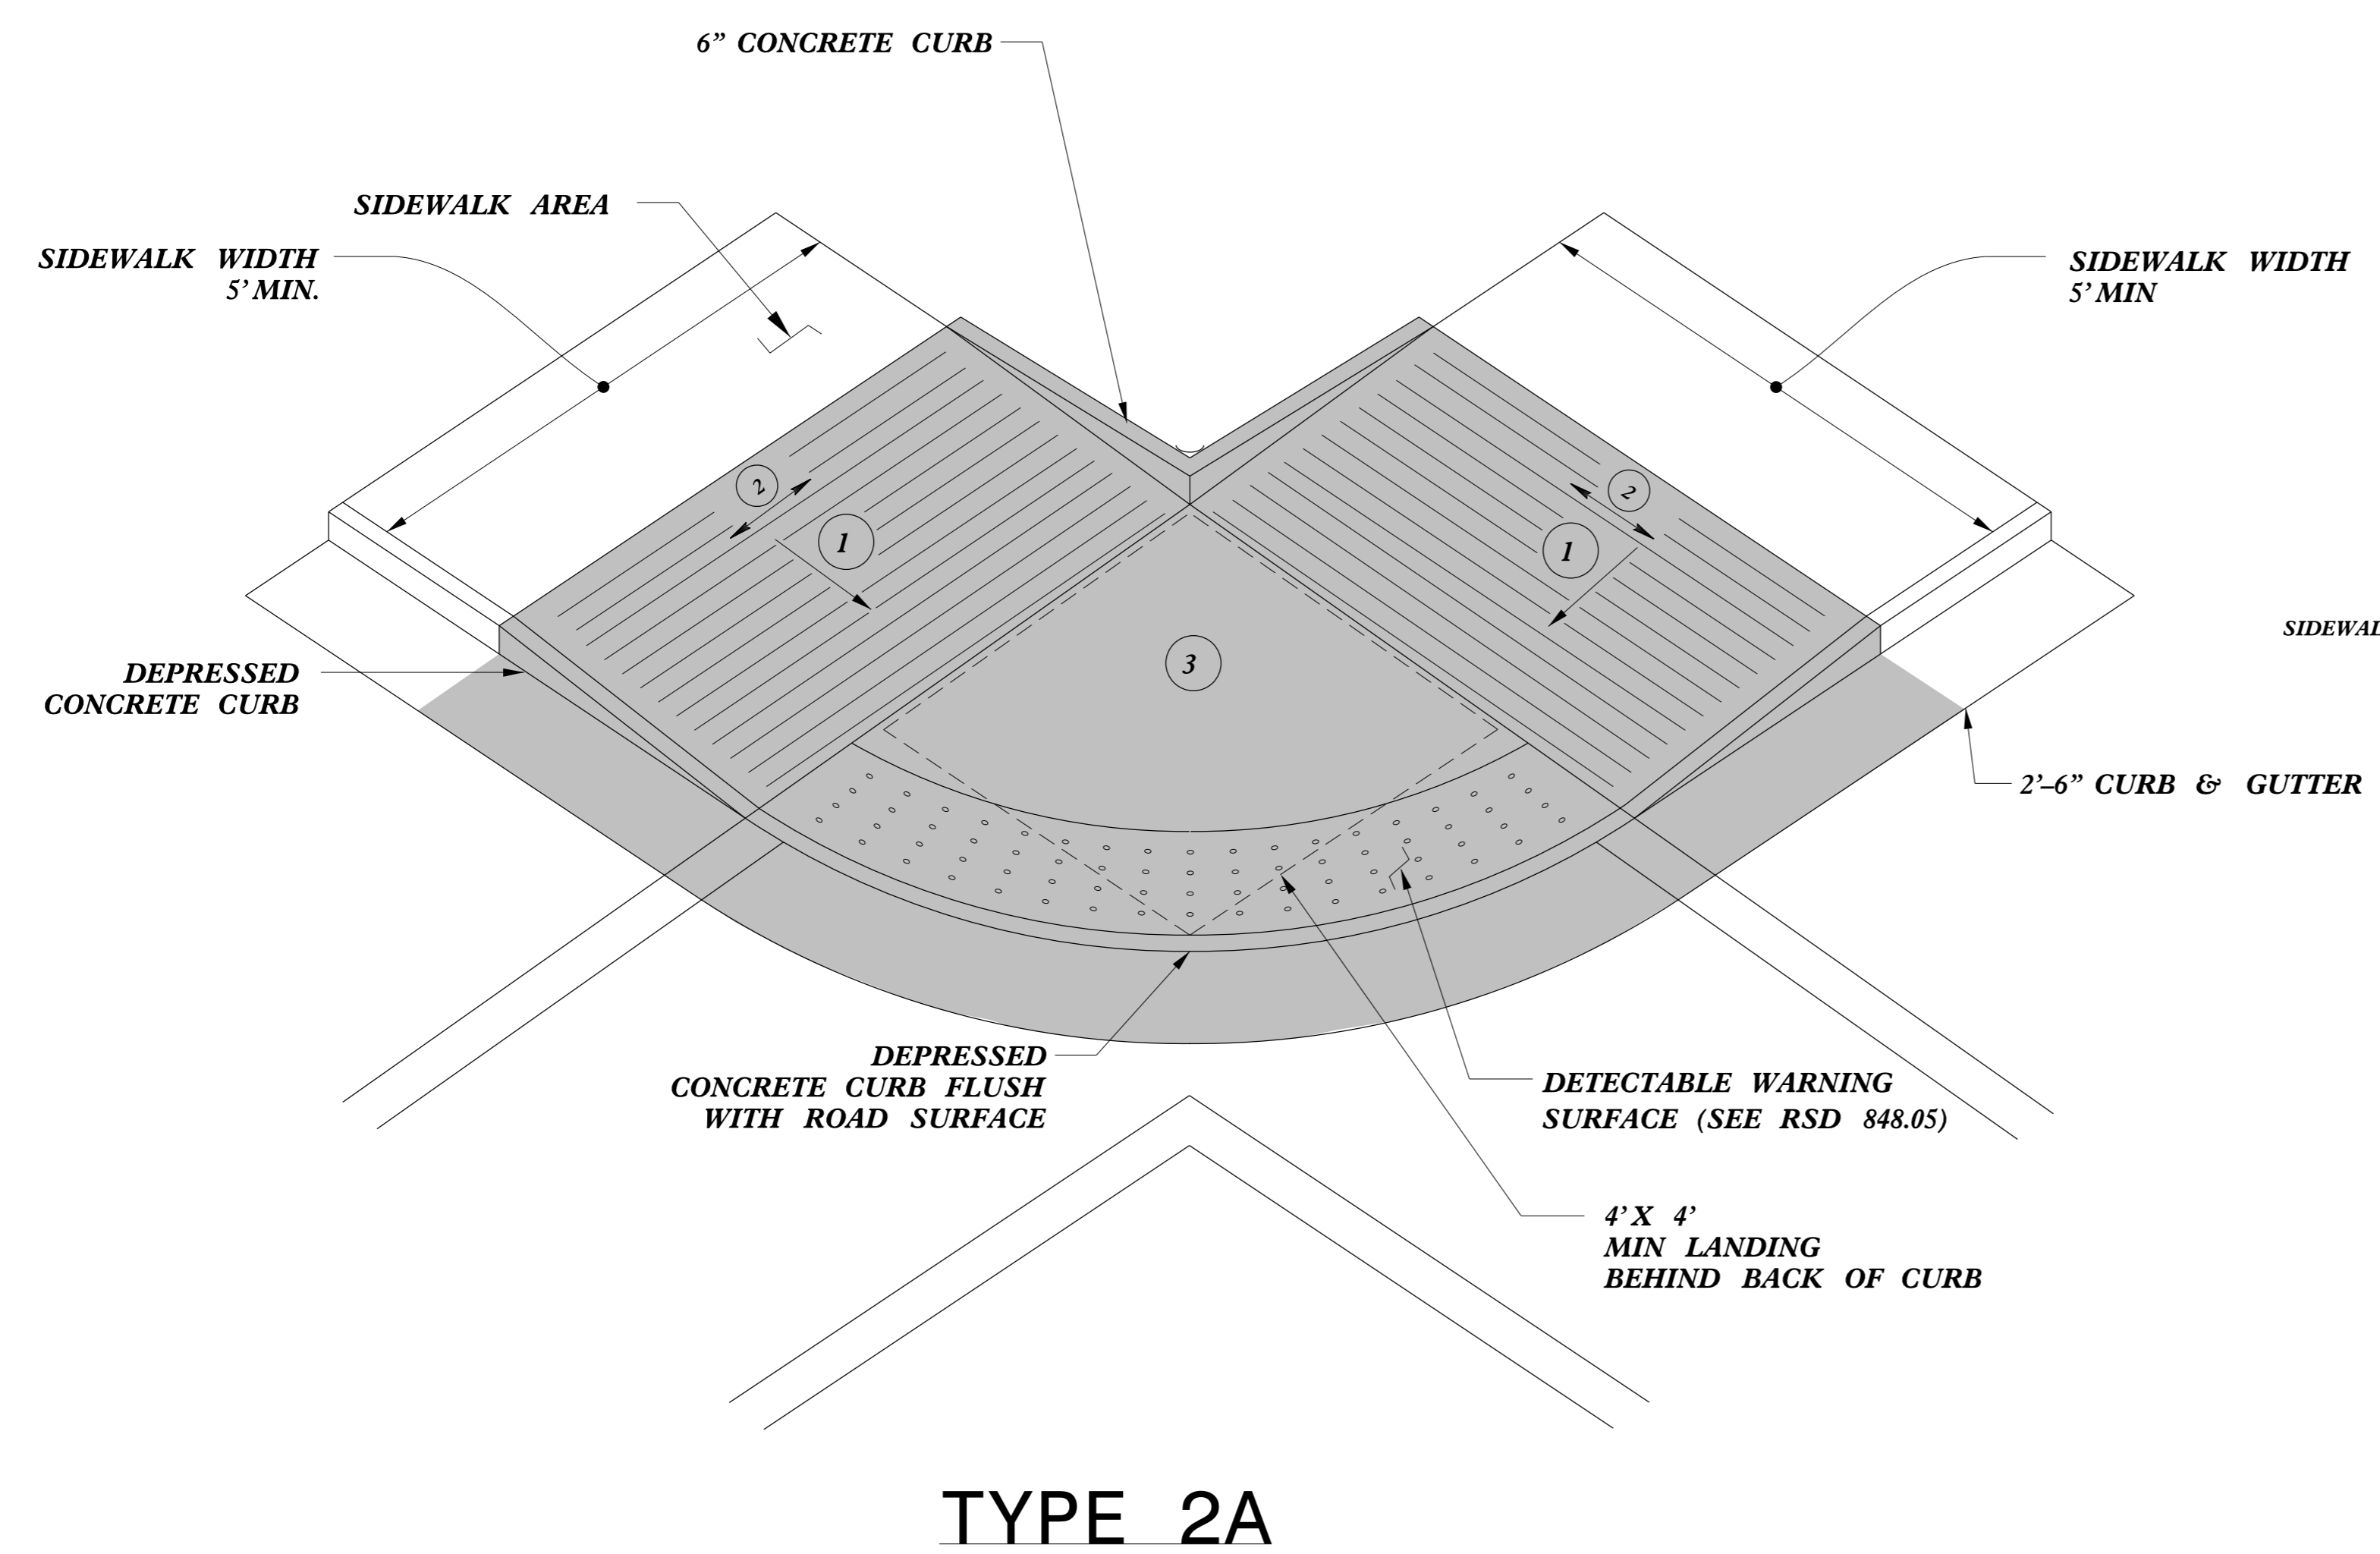 6” CONCRETE CURB
SIDEWALK AREA
SIDEWALK WIDTH
5’ MIN.
SIDEWALK WIDTH
5’ MIN
2
1
2
1
3
DEPRESSED
CONCRETE CURB
2’–6” CURB & GUTTER
DEPRESSED
CONCRETE CURB FLUSH
WITH ROAD SURFACE
DETECTABLE WARNING
SURFACE (SEE RSD 848.05)
4’ X 4’
MIN LANDING
BEHIND BACK OF CURB
TYPE 2A